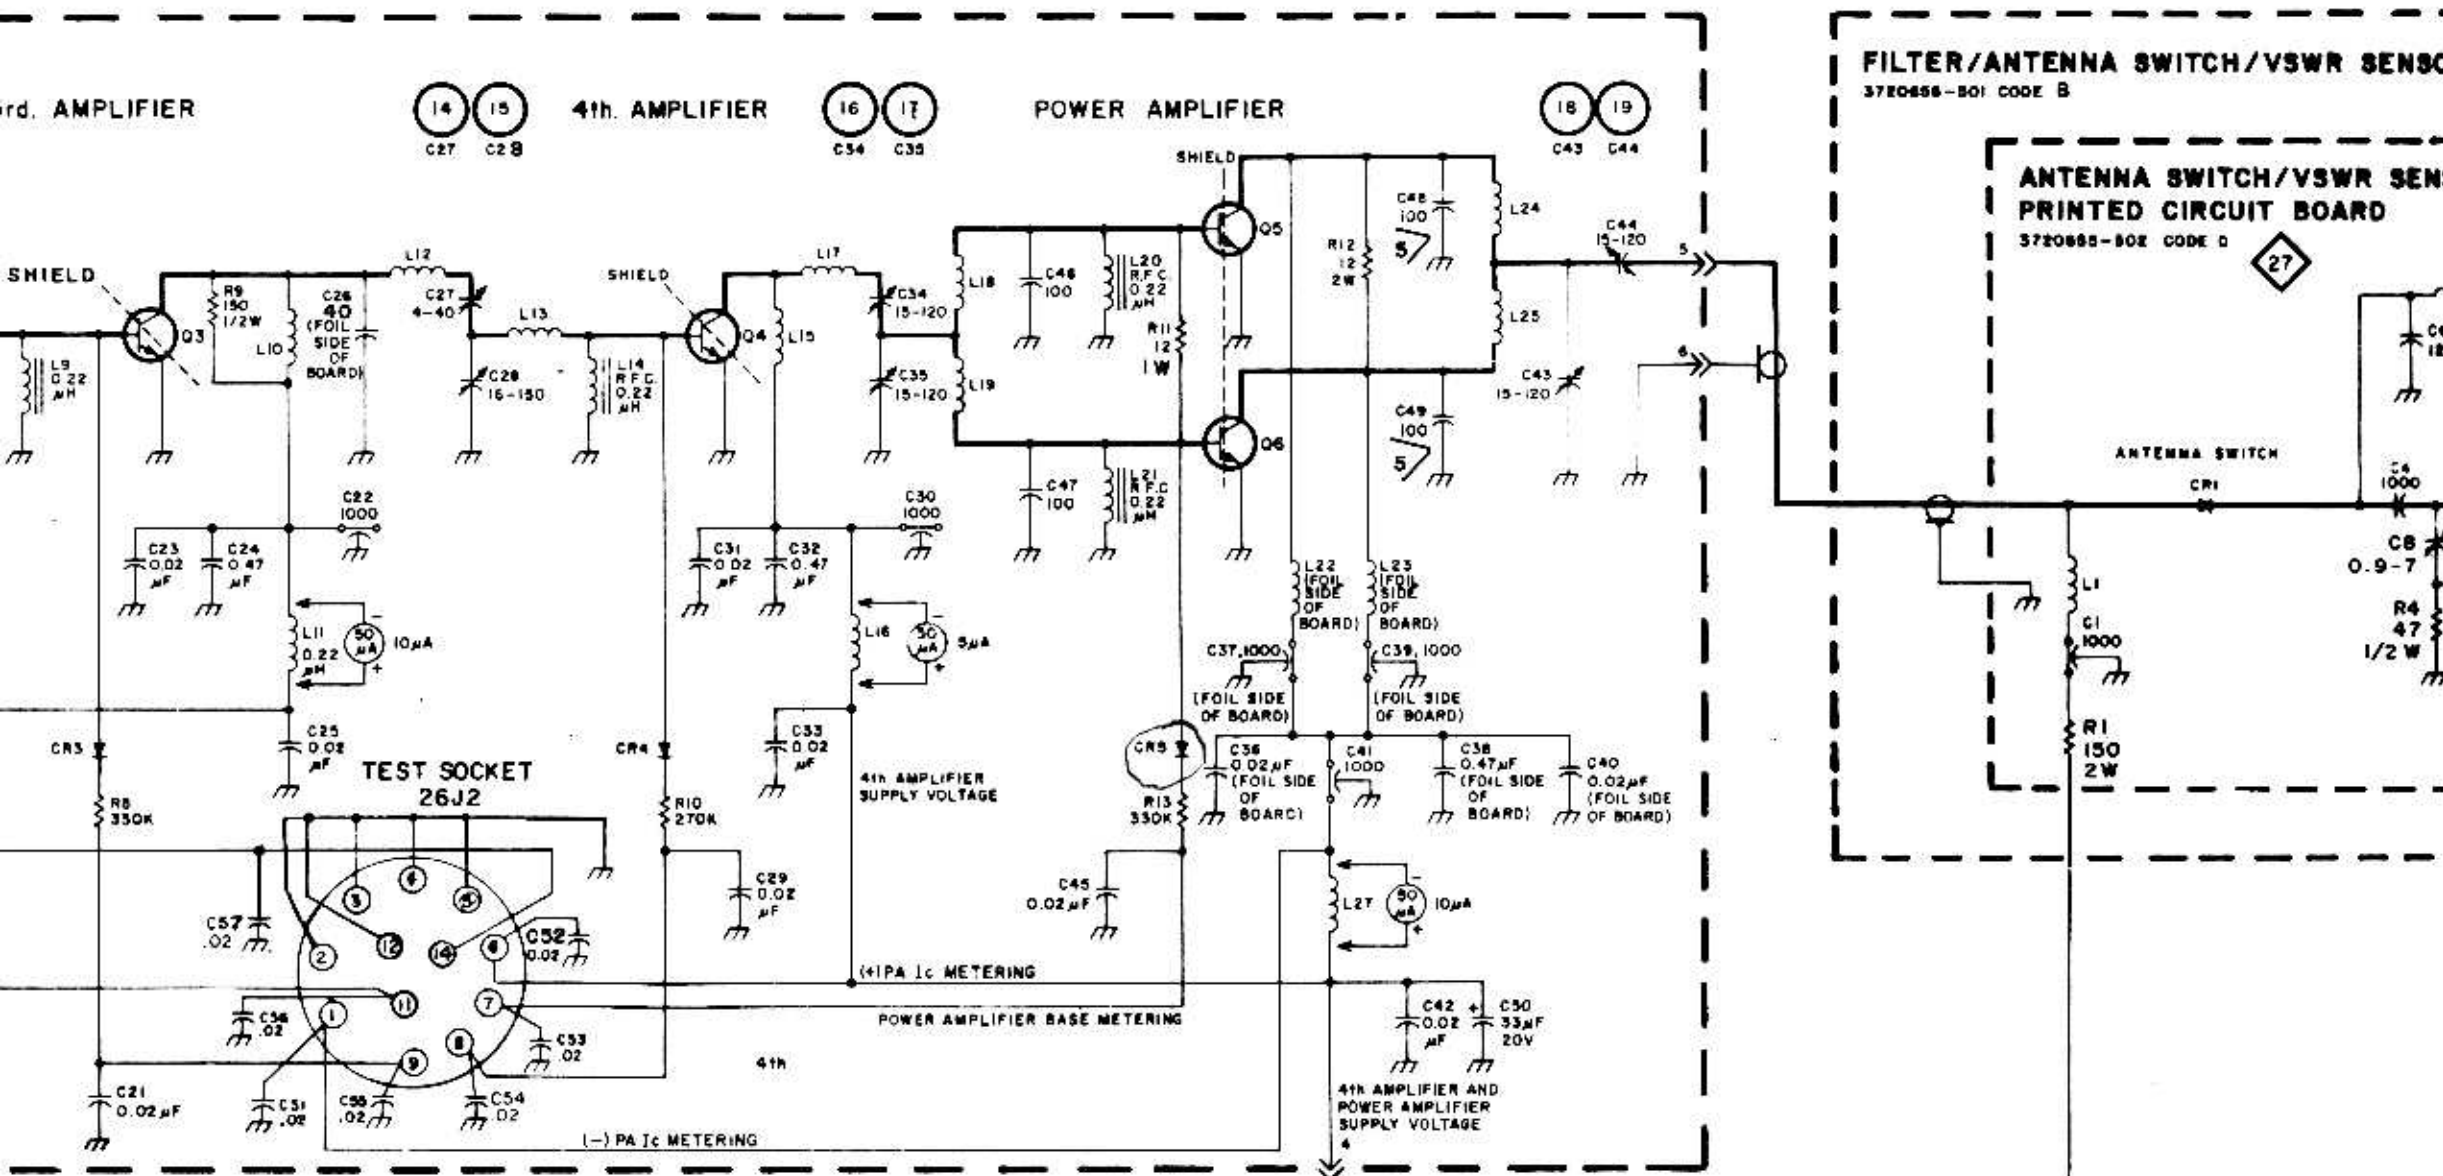 rd. AMPLIFIER
14
15
C27
C28
4th. AMPLIFIER
16
17
C34
C35
POWER AMPLIFIER
18
19
C43
C44
FILTER/ANTENNA SWITCH/VSWR SENSO
3720656-501 CODE B
ANTENNA SWITCH/VSWR SEN
PRINTED CIRCUIT BOARD
3720665-502 CODE D
27
SHIELD
Q3
R9
150
1/2W
L10
C26
40
(FOIL
SIDE
OF
BOARD)
L12
C27
4-40
L13
C28
16-150
L9
0.22
µH
L14
R.F.C.
0.22
µH
SHIELD
Q4
L15
L17
C34
15-120
C35
15-120
L18
L19
C46
100
L20
R.F.C.
0.22
µH
R11
12
1W
C47
100
L21
R.F.C
0.22
µH
SHIELD
Q5
Q6
R12
12
2W
C48
100
5
L24
L25
C49
100
5
C44
15-120
C43
15-120
5
6
ANTENNA SWITCH
CR1
C4
1000
C8
0.9-7
R4
47
1/2 W
L1
C1
1000
R1
150
2W
C22
1000
C23
0.02
µF
C24
0.47
µF
L11
0.22
µH
50
µA
10µA
-
+
C25
0.02
µF
C30
1000
C31
0.02
µF
C32
0.47
µF
L16
50
µA
5µA
-
+
C33
0.02
µF
4th AMPLIFIER
SUPPLY VOLTAGE
L22
(FOIL
SIDE
OF
BOARD)
L23
(FOIL
SIDE
OF
BOARD)
C37,1000
C39,1000
(FOIL SIDE
OF BOARD)
(FOIL SIDE
OF BOARD)
CR3
R8
330K
CR4
R10
270K
CR5
R13
330K
C36
0.02µF
(FOIL SIDE
OF
BOARD)
C41
1000
C38
0.47µF
(FOIL SIDE
OF
BOARD)
C40
0.02µF
(FOIL SIDE
OF BOARD)
TEST SOCKET
26J2
3
4
5
2
12
14
6
1
11
7
8
9
C57
.02
C52
0.02
C29
0.02
µF
C45
0.02µF
L27
50
µA
10µA
-
+
(+)PA Ic METERING
POWER AMPLIFIER BASE METERING
C56
.02
C53
.02
4th
C21
0.02µF
C51
.02
C55
.02
C54
.02
(-) PA Ic METERING
C42
0.02
µF
+
C50
33µF
20V
4th AMPLIFIER AND
POWER AMPLIFIER
SUPPLY VOLTAGE
4